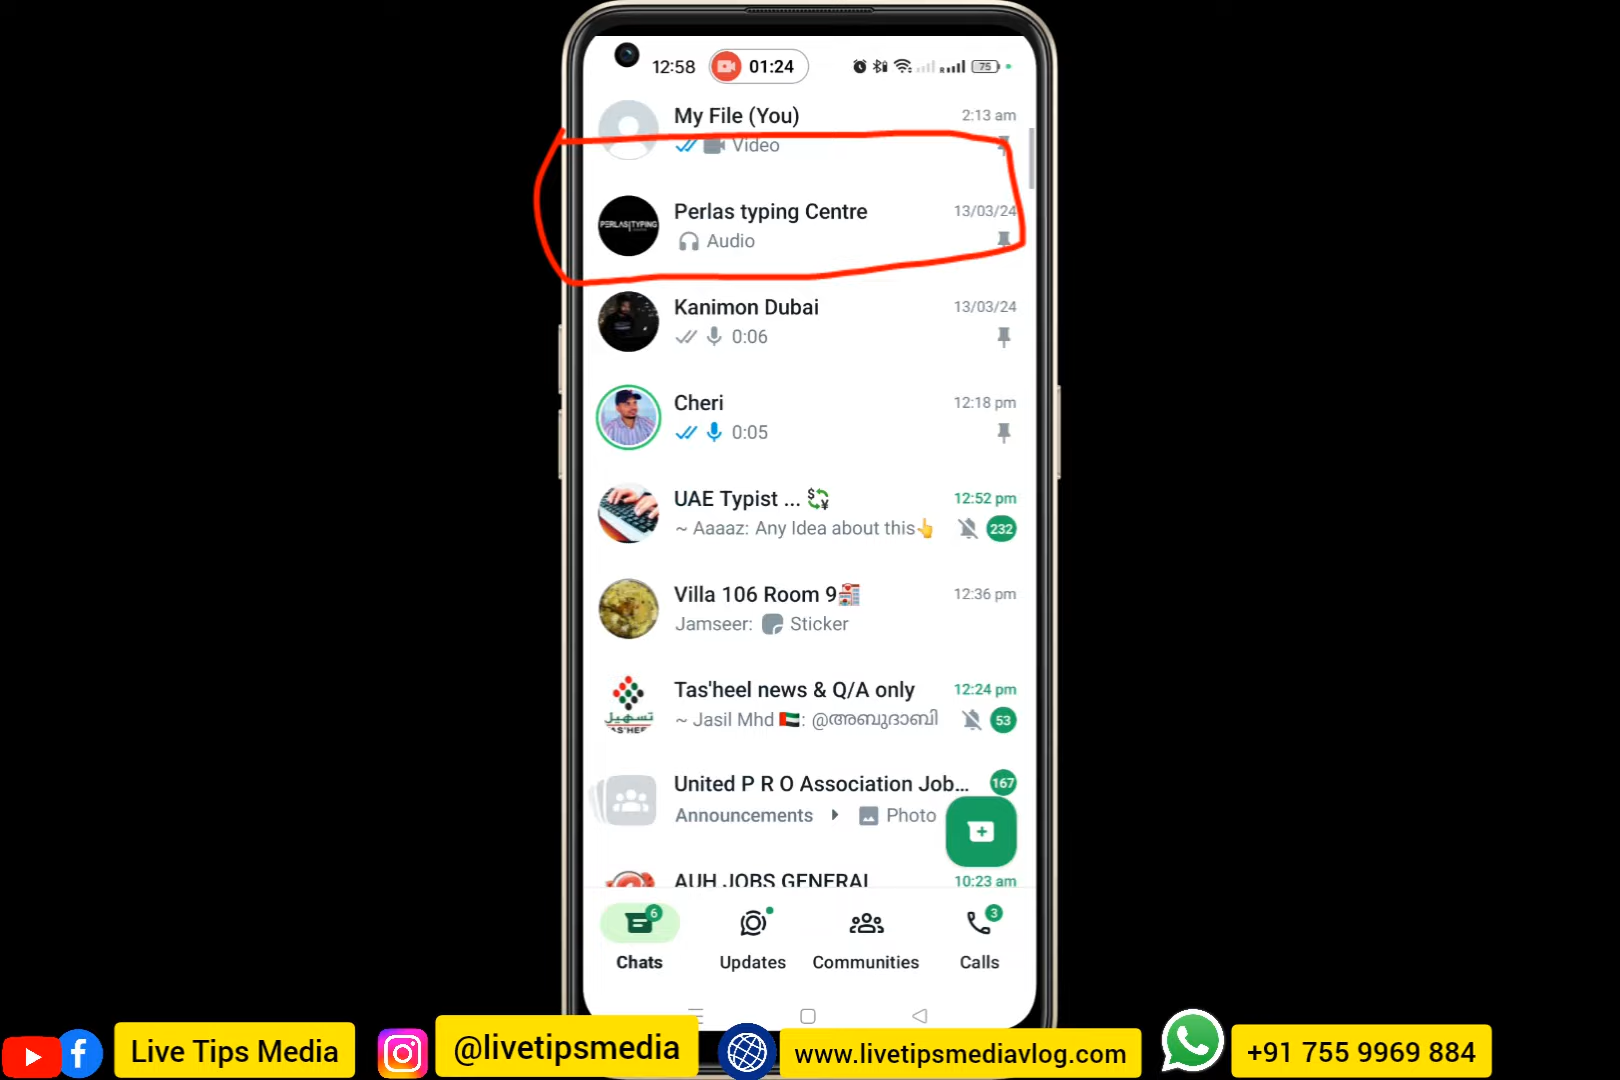 12:58 01:24 75
My File (You) 2:13 am
Video
Perlas typing Centre 13/03/24
PERLAS TYPING
Audio
Kanimon Dubai 13/03/24
0:06
Cheri 12:18 pm
0:05
UAE Typist ... 12:52 pm
~ Aaaaz: Any Idea about this👆 232
Villa 106 Room 9🏩 12:36 pm
Jamseer: Sticker
Tas'heel news & Q/A only 12:24 pm
تسهيل
~ Jasil Mhd 🇦🇪: @അബുദാബി 53
United P R O Association Job... 167
Announcements Photo
AUH JOBS GENERAL 10:23 am
6 3
Chats Updates Communities Calls
Live Tips Media @livetipsmedia www.livetipsmediavlog.com +91 755 9969 884